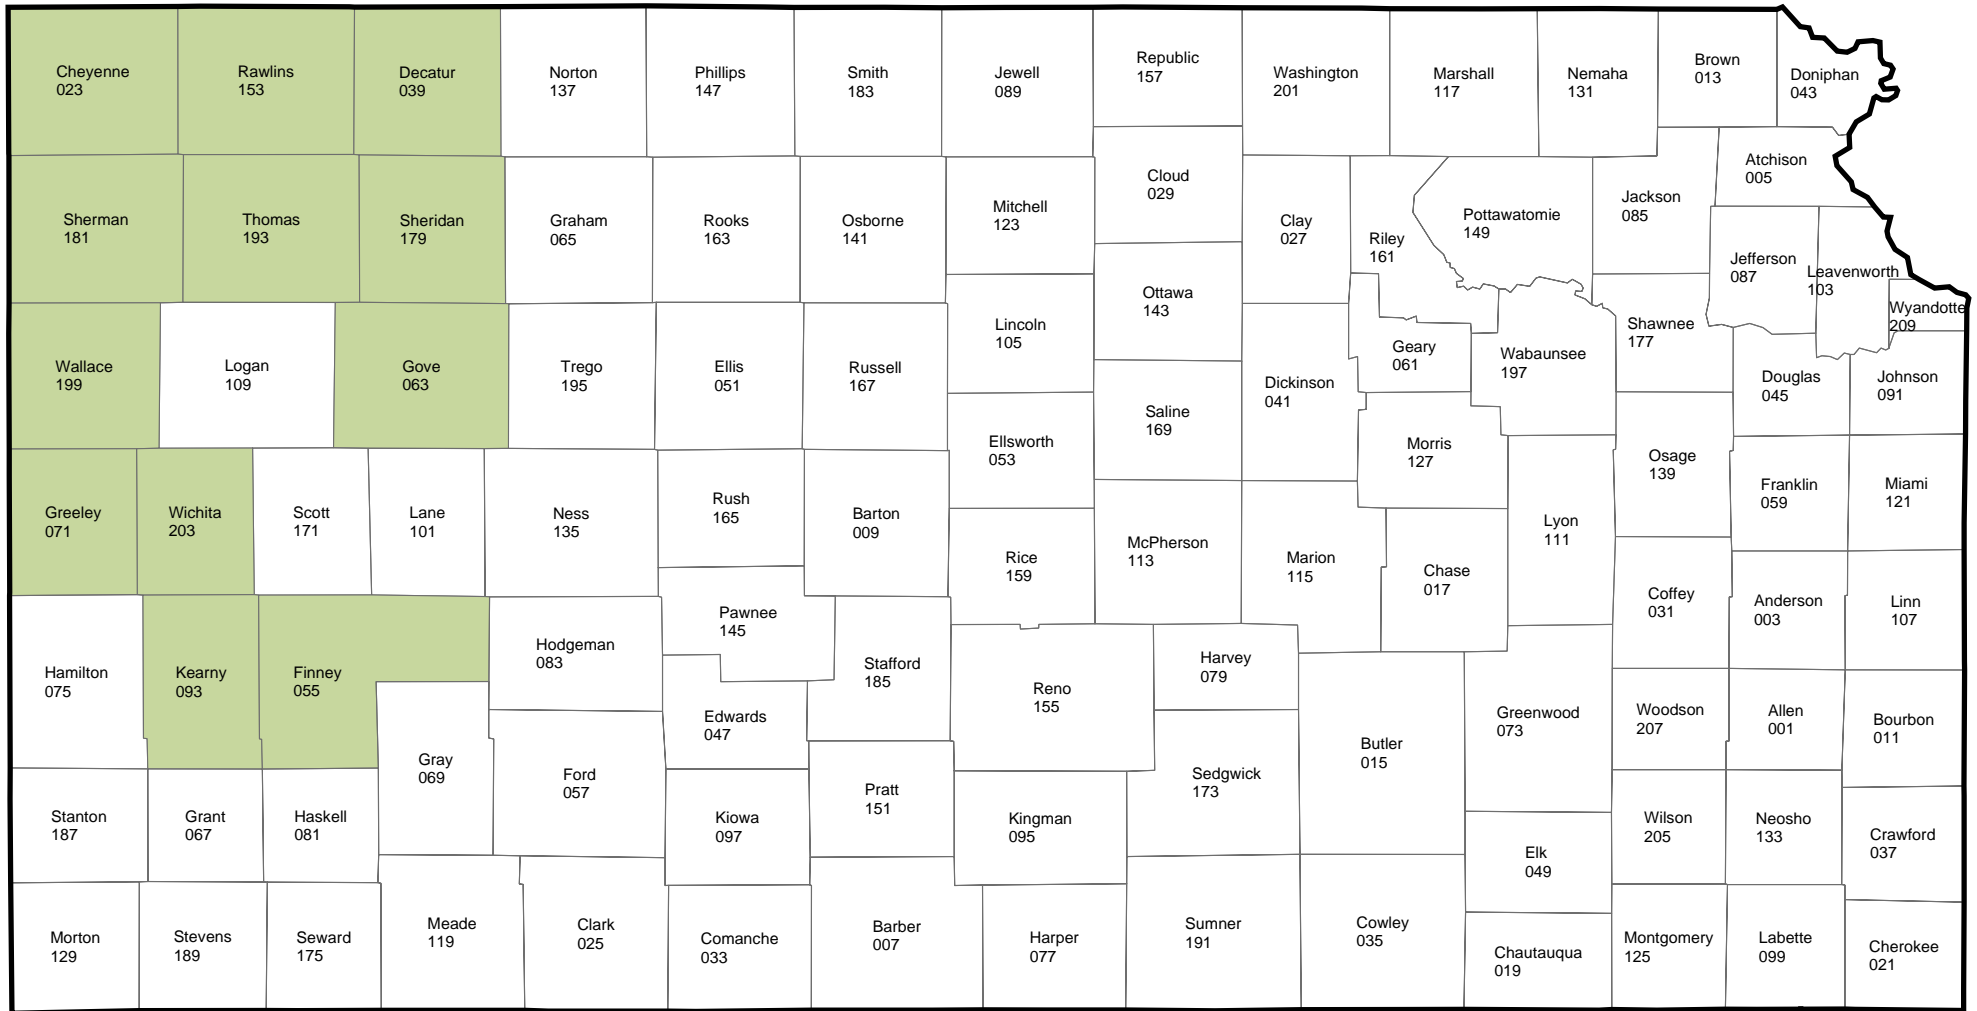 Cheyenne
023
Rawlins
153
Decatur
039
Norton
137
Phillips
147
Smith
183
Jewell
089
Republic
157
Washington
201
Marshall
117
Nemaha
131
Brown
013
Doniphan
043
Sherman
181
Thomas
193
Sheridan
179
Graham
065
Rooks
163
Osborne
141
Mitchell
123
Cloud
029
Clay
027
Riley
161
Pottawatomie
149
Jackson
085
Atchison
005
Jefferson
087
Leavenworth
103
Wyandotte
209
Wallace
199
Logan
109
Gove
063
Trego
195
Ellis
051
Russell
167
Lincoln
105
Ottawa
143
Dickinson
041
Geary
061
Wabaunsee
197
Shawnee
177
Douglas
045
Johnson
091
Ellsworth
053
Saline
169
Morris
127
Osage
139
Franklin
059
Miami
121
Greeley
071
Wichita
203
Scott
171
Lane
101
Ness
135
Rush
165
Barton
009
Rice
159
McPherson
113
Marion
115
Chase
017
Lyon
111
Coffey
031
Anderson
003
Linn
107
Hamilton
075
Kearny
093
Finney
055
Hodgeman
083
Pawnee
145
Stafford
185
Edwards
047
Reno
155
Harvey
079
Butler
015
Greenwood
073
Woodson
207
Allen
001
Bourbon
011
Gray
069
Ford
057
Sedgwick
173
Stanton
187
Grant
067
Haskell
081
Kiowa
097
Pratt
151
Kingman
095
Elk
049
Wilson
205
Neosho
133
Crawford
037
Morton
129
Stevens
189
Seward
175
Meade
119
Clark
025
Comanche
033
Barber
007
Harper
077
Sumner
191
Cowley
035
Chautauqua
019
Montgomery
125
Labette
099
Cherokee
021